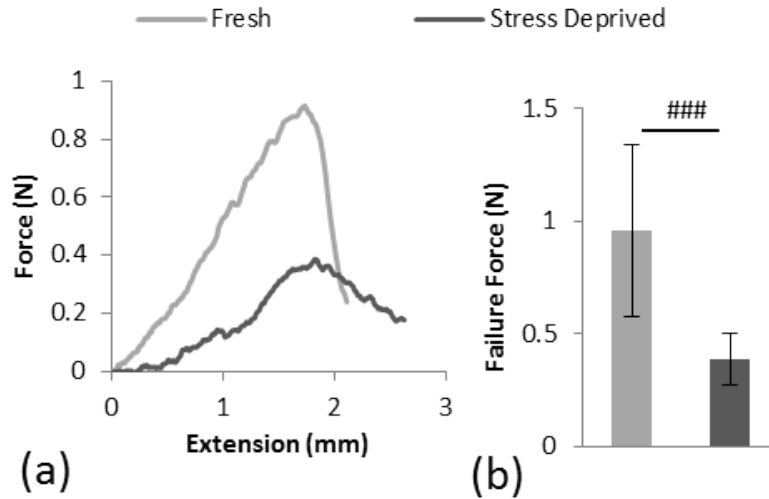 Fresh
Stress Deprived
1
0.8
0.6
0.4
0.2
0
0
1
2
3
Force (N)
Extension (mm)
(a)
1.5
1
0.5
0
Failure Force (N)
###
(b)